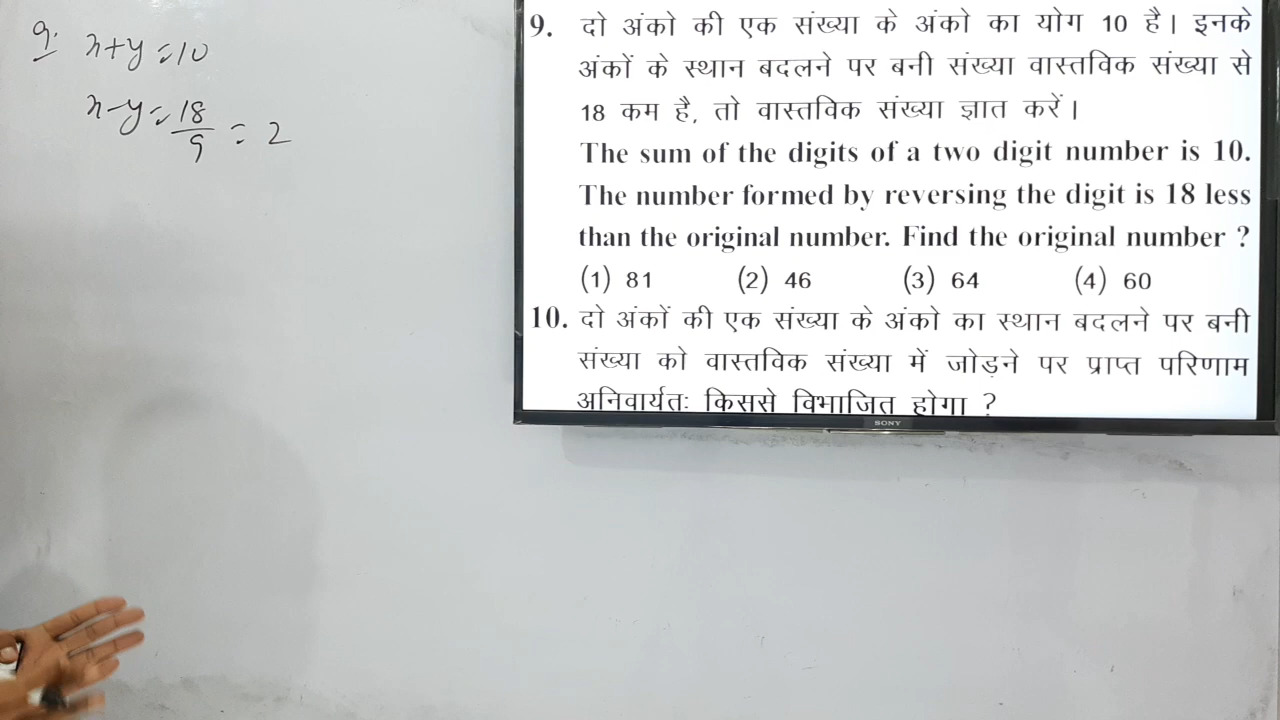 9. x+y=10
x-y=18/9=2
9. दो अंको की एक संख्या के अंको का योग 10 है। इनके
अंकों के स्थान बदलने पर बनी संख्या वास्तविक संख्या से
18 कम है, तो वास्तविक संख्या ज्ञात करें।
The sum of the digits of a two digit number is 10.
The number formed by reversing the digit is 18 less
than the original number. Find the original number ?
(1) 81 (2) 46 (3) 64 (4) 60
10. दो अंकों की एक संख्या के अंको का स्थान बदलने पर बनी
संख्या को वास्तविक संख्या में जोड़ने पर प्राप्त परिणाम
अनिवार्यतः किससे विभाजित होगा ?
SONY